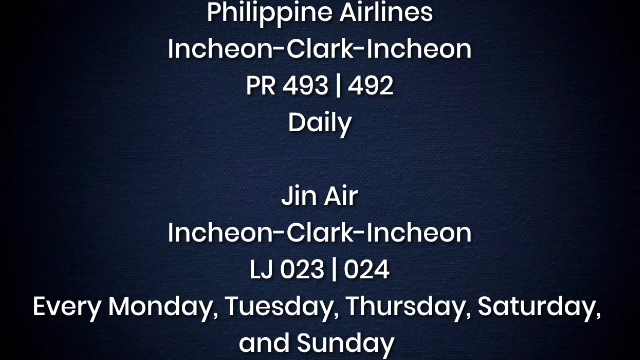 Philippine Airlines
Incheon-Clark-Incheon
PR 493 | 492
Daily
Jin Air
Incheon-Clark-Incheon
LJ 023 | 024
Every Monday, Tuesday, Thursday, Saturday,
and Sunday